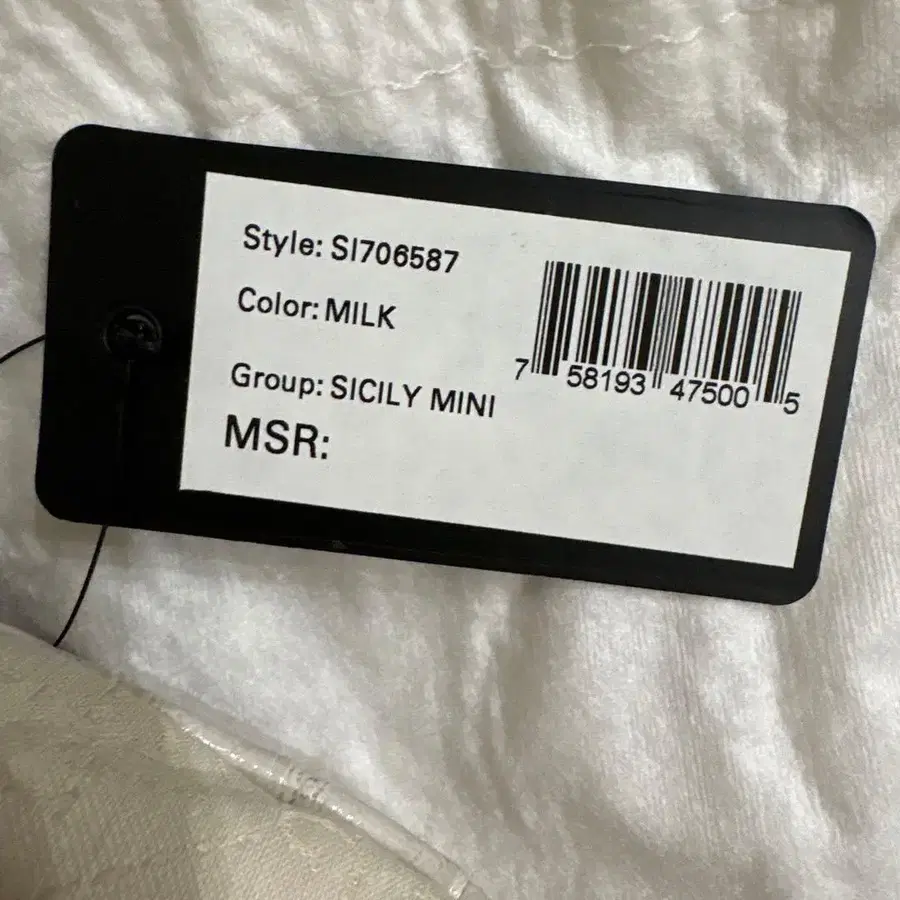 Style: SI706587
Color: MILK
Group: SICILY MINI
MSR:
7 58193 47500 5